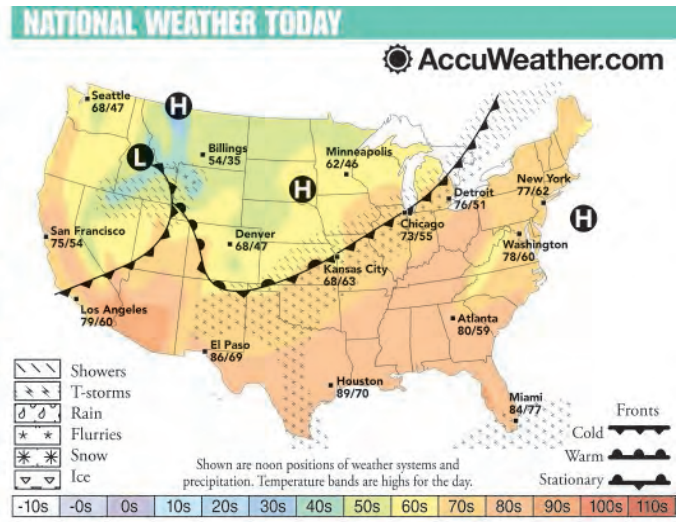 NATIONAL WEATHER TODAY
AccuWeather.com
Seattle
68/47
H
L
Billings
54/35
Minneapolis
62/46
H
New York
77/62
Detroit
76/51
H
San Francisco
75/54
Denver
68/47
Chicago
73/55
Washington
78/60
Kansas City
68/63
Los Angeles
79/60
Atlanta
80/59
El Paso
86/69
Houston
89/70
Miami
84/77
Showers
T-storms
Rain
Flurries
Snow
Ice
Fronts
Cold
Warm
Stationary
Shown are noon positions of weather systems and
precipitation. Temperature bands are highs for the day.
-10s -0s 0s 10s 20s 30s 40s 50s 60s 70s 80s 90s 100s 110s